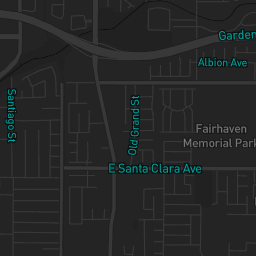 Garden
Albion Ave
Santiago St
Old Grand St
Fairhaven
Memorial Park
E Santa Clara Ave